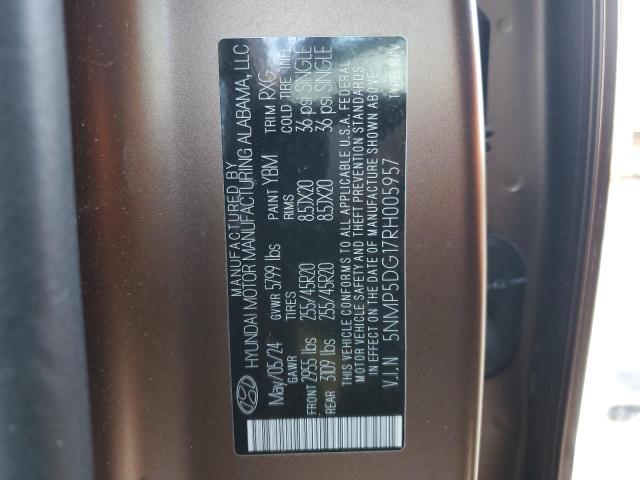 MANUFACTURED BY
HYUNDAI MOTOR MANUFACTURING ALABAMA, LLC
May/05/24 GVWR 5799 lbs PAINT YBM TRIM RXG
GAWR TIRES RIMS COLD TIRE INFL
FRONT 2955 lbs 255/45R20 8.5JX20 36 psi SINGLE
REAR 3109 lbs 255/45R20 8.5JX20 36 psi SINGLE
THIS VEHICLE CONFORMS TO ALL APPLICABLE U.S.A. FEDERAL
MOTOR VEHICLE SAFETY AND THEFT PREVENTION STANDARDS
IN EFFECT ON THE DATE OF MANUFACTURE SHOWN ABOVE.
V.I.N 5NMP5DG17RH005957 TYPE: MPV